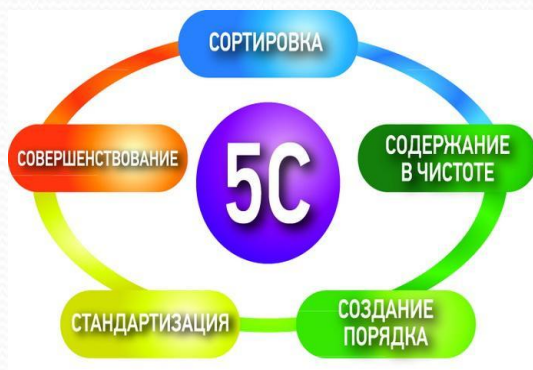 СОРТИРОВКА
СОДЕРЖАНИЕ
В ЧИСТОТЕ
СОЗДАНИЕ
ПОРЯДКА
СТАНДАРТИЗАЦИЯ
СОВЕРШЕНСТВОВАНИЕ
5С